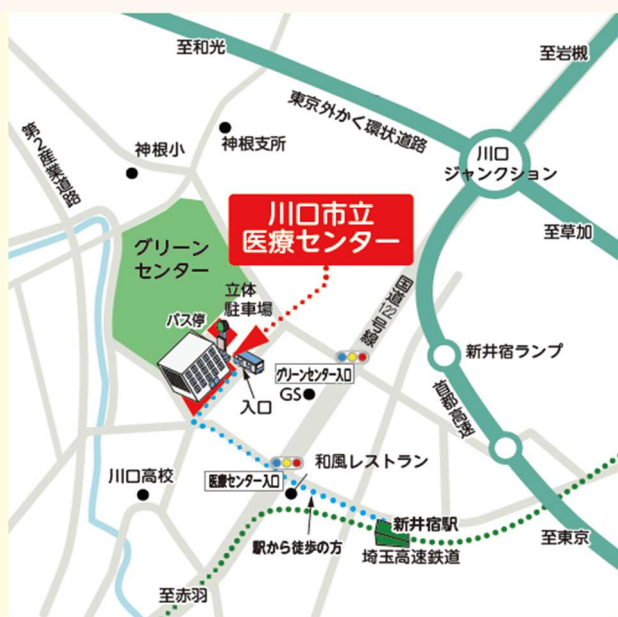 至和光
至岩槻
東京外かく環状道路
川口
ジャンクション
第2産業道路
神根小
神根支所
川口市立
医療センター
至草加
グリーン
センター
国道122号線
立体
駐車場
バス停
新井宿ランプ
グリーンセンター入口
入口
GS
首都高速
川口高校
医療センター入口
和風レストラン
新井宿駅
駅から徒歩の方
埼玉高速鉄道
至東京
至赤羽